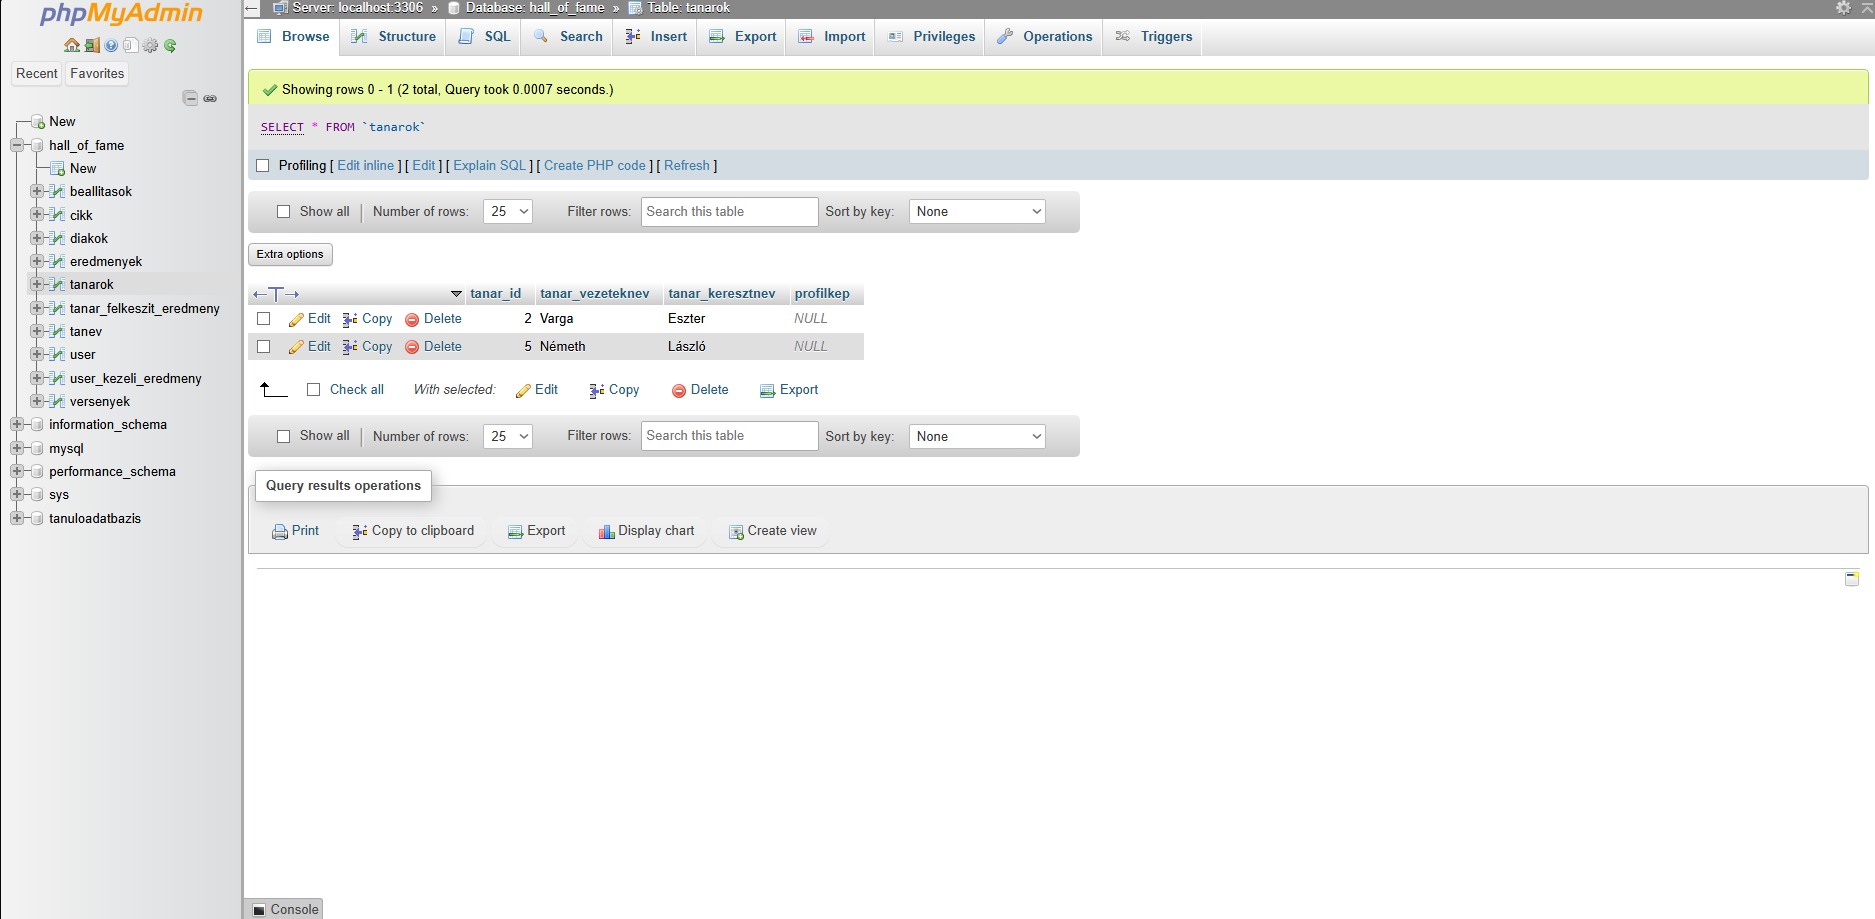 phpMyAdmin
Recent
Favorites
New
hall_of_fame
New
beallitasok
cikk
diakok
eredmenyek
tanarok
tanar_felkeszit_eredmeny
tanev
user
user_kezeli_eredmeny
versenyek
information_schema
mysql
performance_schema
sys
tanuloadatbazis
Server: localhost:3306 » Database: hall_of_fame » Table: tanarok
Browse Structure SQL Search Insert Export Import Privileges Operations Triggers
Showing rows 0 - 1 (2 total, Query took 0.0007 seconds.)
SELECT * FROM `tanarok`
Profiling [ Edit inline ] [ Edit ] [ Explain SQL ] [ Create PHP code ] [ Refresh ]
Show all Number of rows: 25 Filter rows: Search this table Sort by key: None
Extra options
tanar_id tanar_vezeteknev tanar_keresztnev profilkep
Edit Copy Delete 2 Varga Eszter NULL
Edit Copy Delete 5 Németh László NULL
Check all With selected: Edit Copy Delete Export
Show all Number of rows: 25 Filter rows: Search this table Sort by key: None
Query results operations
Print Copy to clipboard Export Display chart Create view
Console